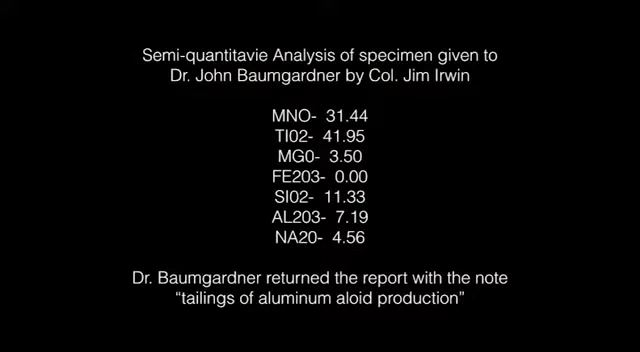 Semi-quantitavie Analysis of specimen given to
Dr. John Baumgardner by Col. Jim Irwin
MNO- 31.44
TI02- 41.95
MG0- 3.50
FE203- 0.00
SI02- 11.33
AL203- 7.19
NA20- 4.56
Dr. Baumgardner returned the report with the note
“tailings of aluminum aloid production"